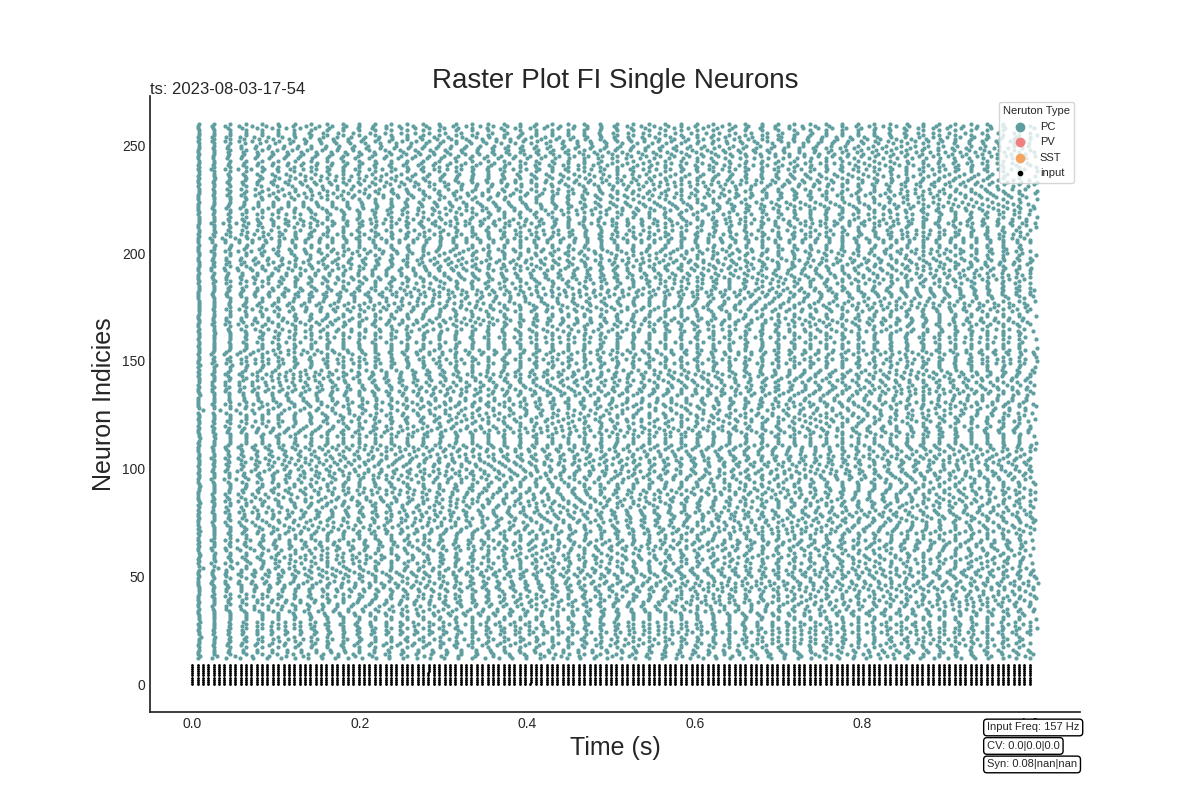 Raster Plot FI Single Neurons
ts: 2023-08-03-17-54
Neruton Type
PC
PV
SST
input
250
200
150
100
50
0
Neuron Indicies
0.0 0.2 0.4 0.6 0.8
Time (s)
Input Freq: 157 Hz
CV: 0.0|0.0|0.0
Syn: 0.08|nan|nan